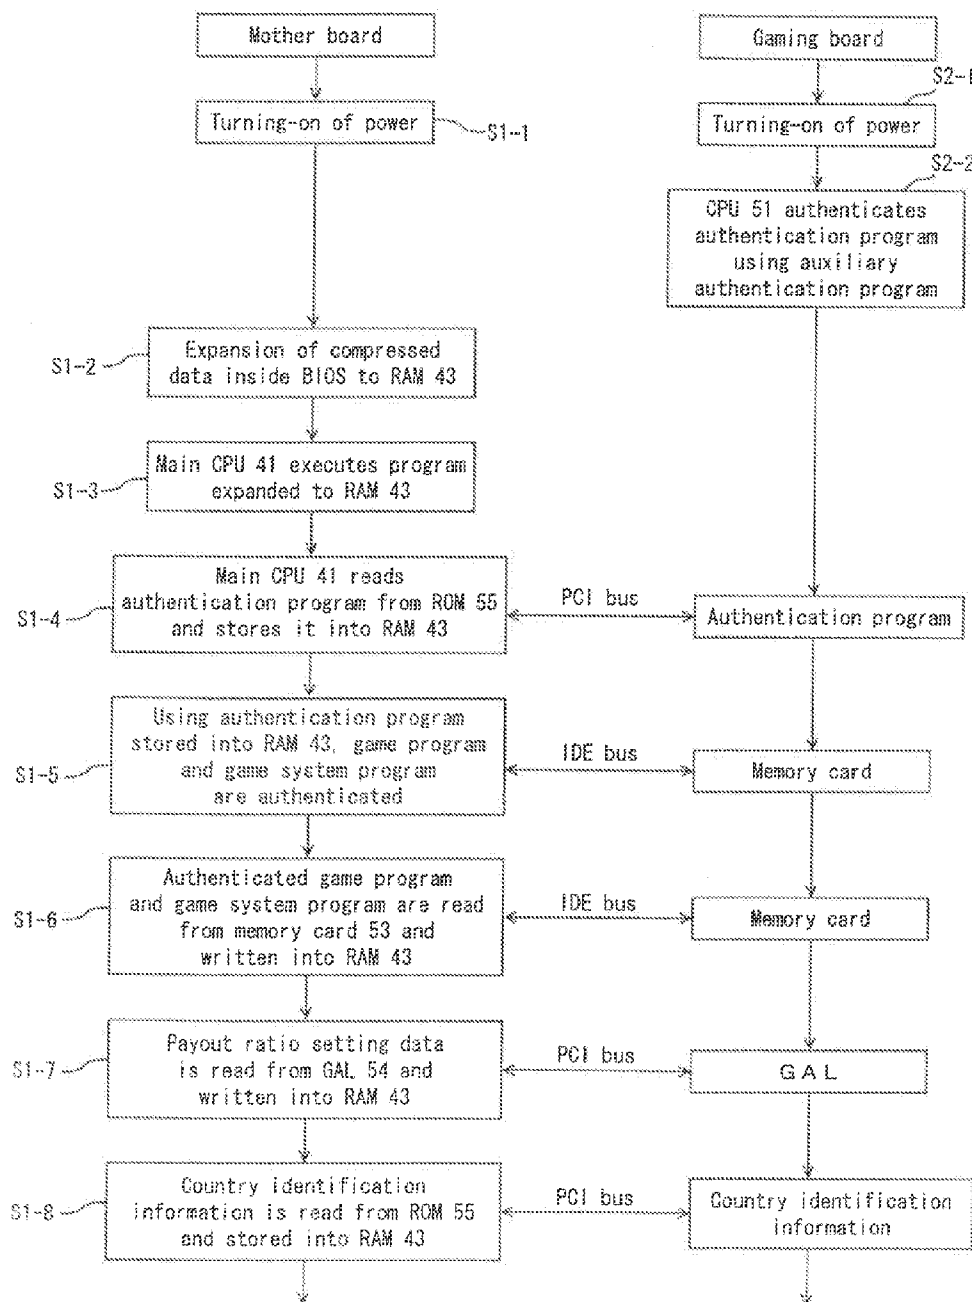 Mother board
Turning-on of power
S1-1
S1-2
Expansion of compressed
data inside BIOS to RAM 43
S1-3
Main CPU 41 executes program
expanded to RAM 43
S1-4
Main CPU 41 reads
authentication program from ROM 55
and stores it into RAM 43
PCI bus
S1-5
Using authentication program
stored into RAM 43, game program
and game system program
are authenticated
IDE bus
S1-6
Authenticated game program
and game system program are read
from memory card 53 and
written into RAM 43
IDE bus
S1-7
Payout ratio setting data
is read from GAL 54 and
written into RAM 43
PCI bus
S1-8
Country identification
information is read from ROM 55
and stored into RAM 43
PCI bus
Gaming board
S2-1
Turning-on of power
S2-2
CPU 51 authenticates
authentication program
using auxiliary
authentication program
Authentication program
Memory card
Memory card
GAL
Country identification
information